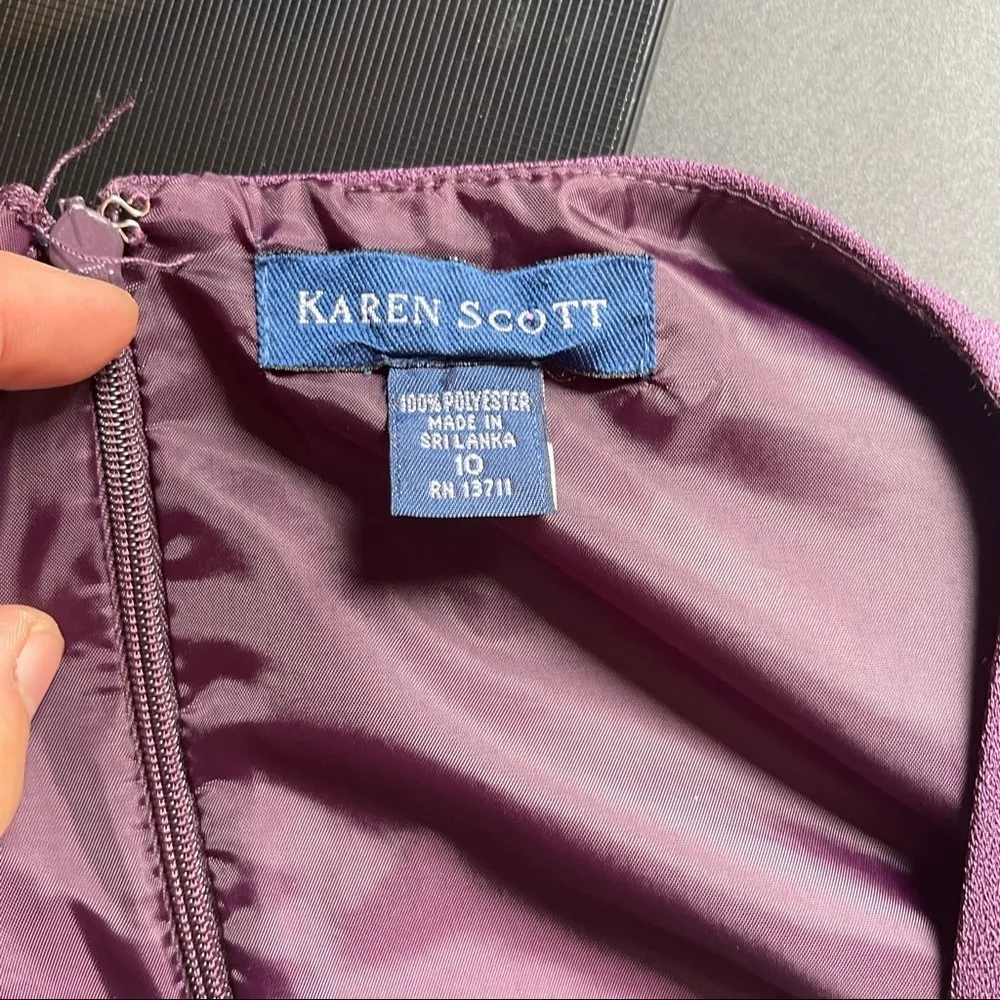 KAREN SCOTT
100% POLYESTER
MADE IN
SRI LANKA
10
RN 13711